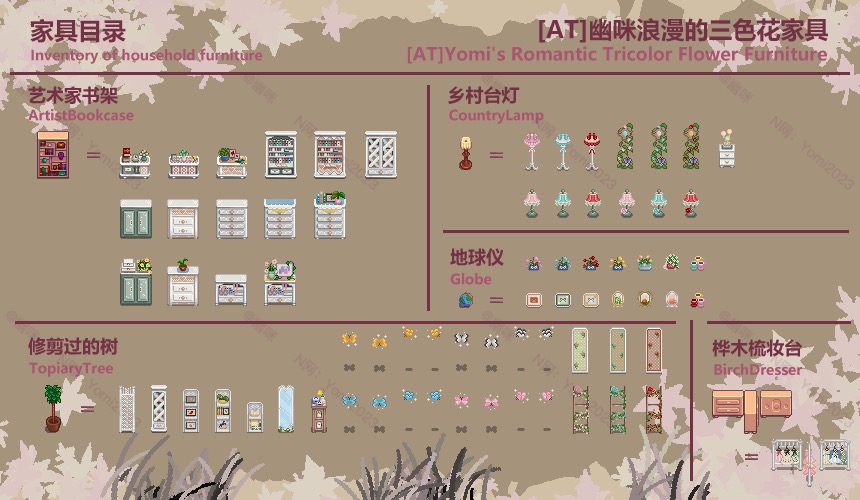 家具目录
Inventory of household furniture
[AT]幽咪浪漫的三色花家具
[AT]Yomi's Romantic Tricolor Flower Furniture
艺术家书架
ArtistBookcase
=
乡村台灯
CountryLamp
=
地球仪
Globe
=
修剪过的树
TopiaryTree
=
桦木梳妆台
BirchDresser
=